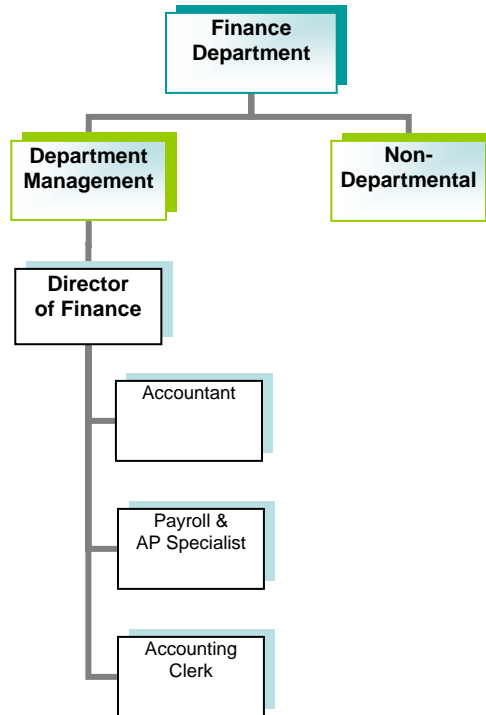 Finance
Department
Department
Management
Non-
Departmental
Director
of Finance
Accountant
Payroll &
AP Specialist
Accounting
Clerk